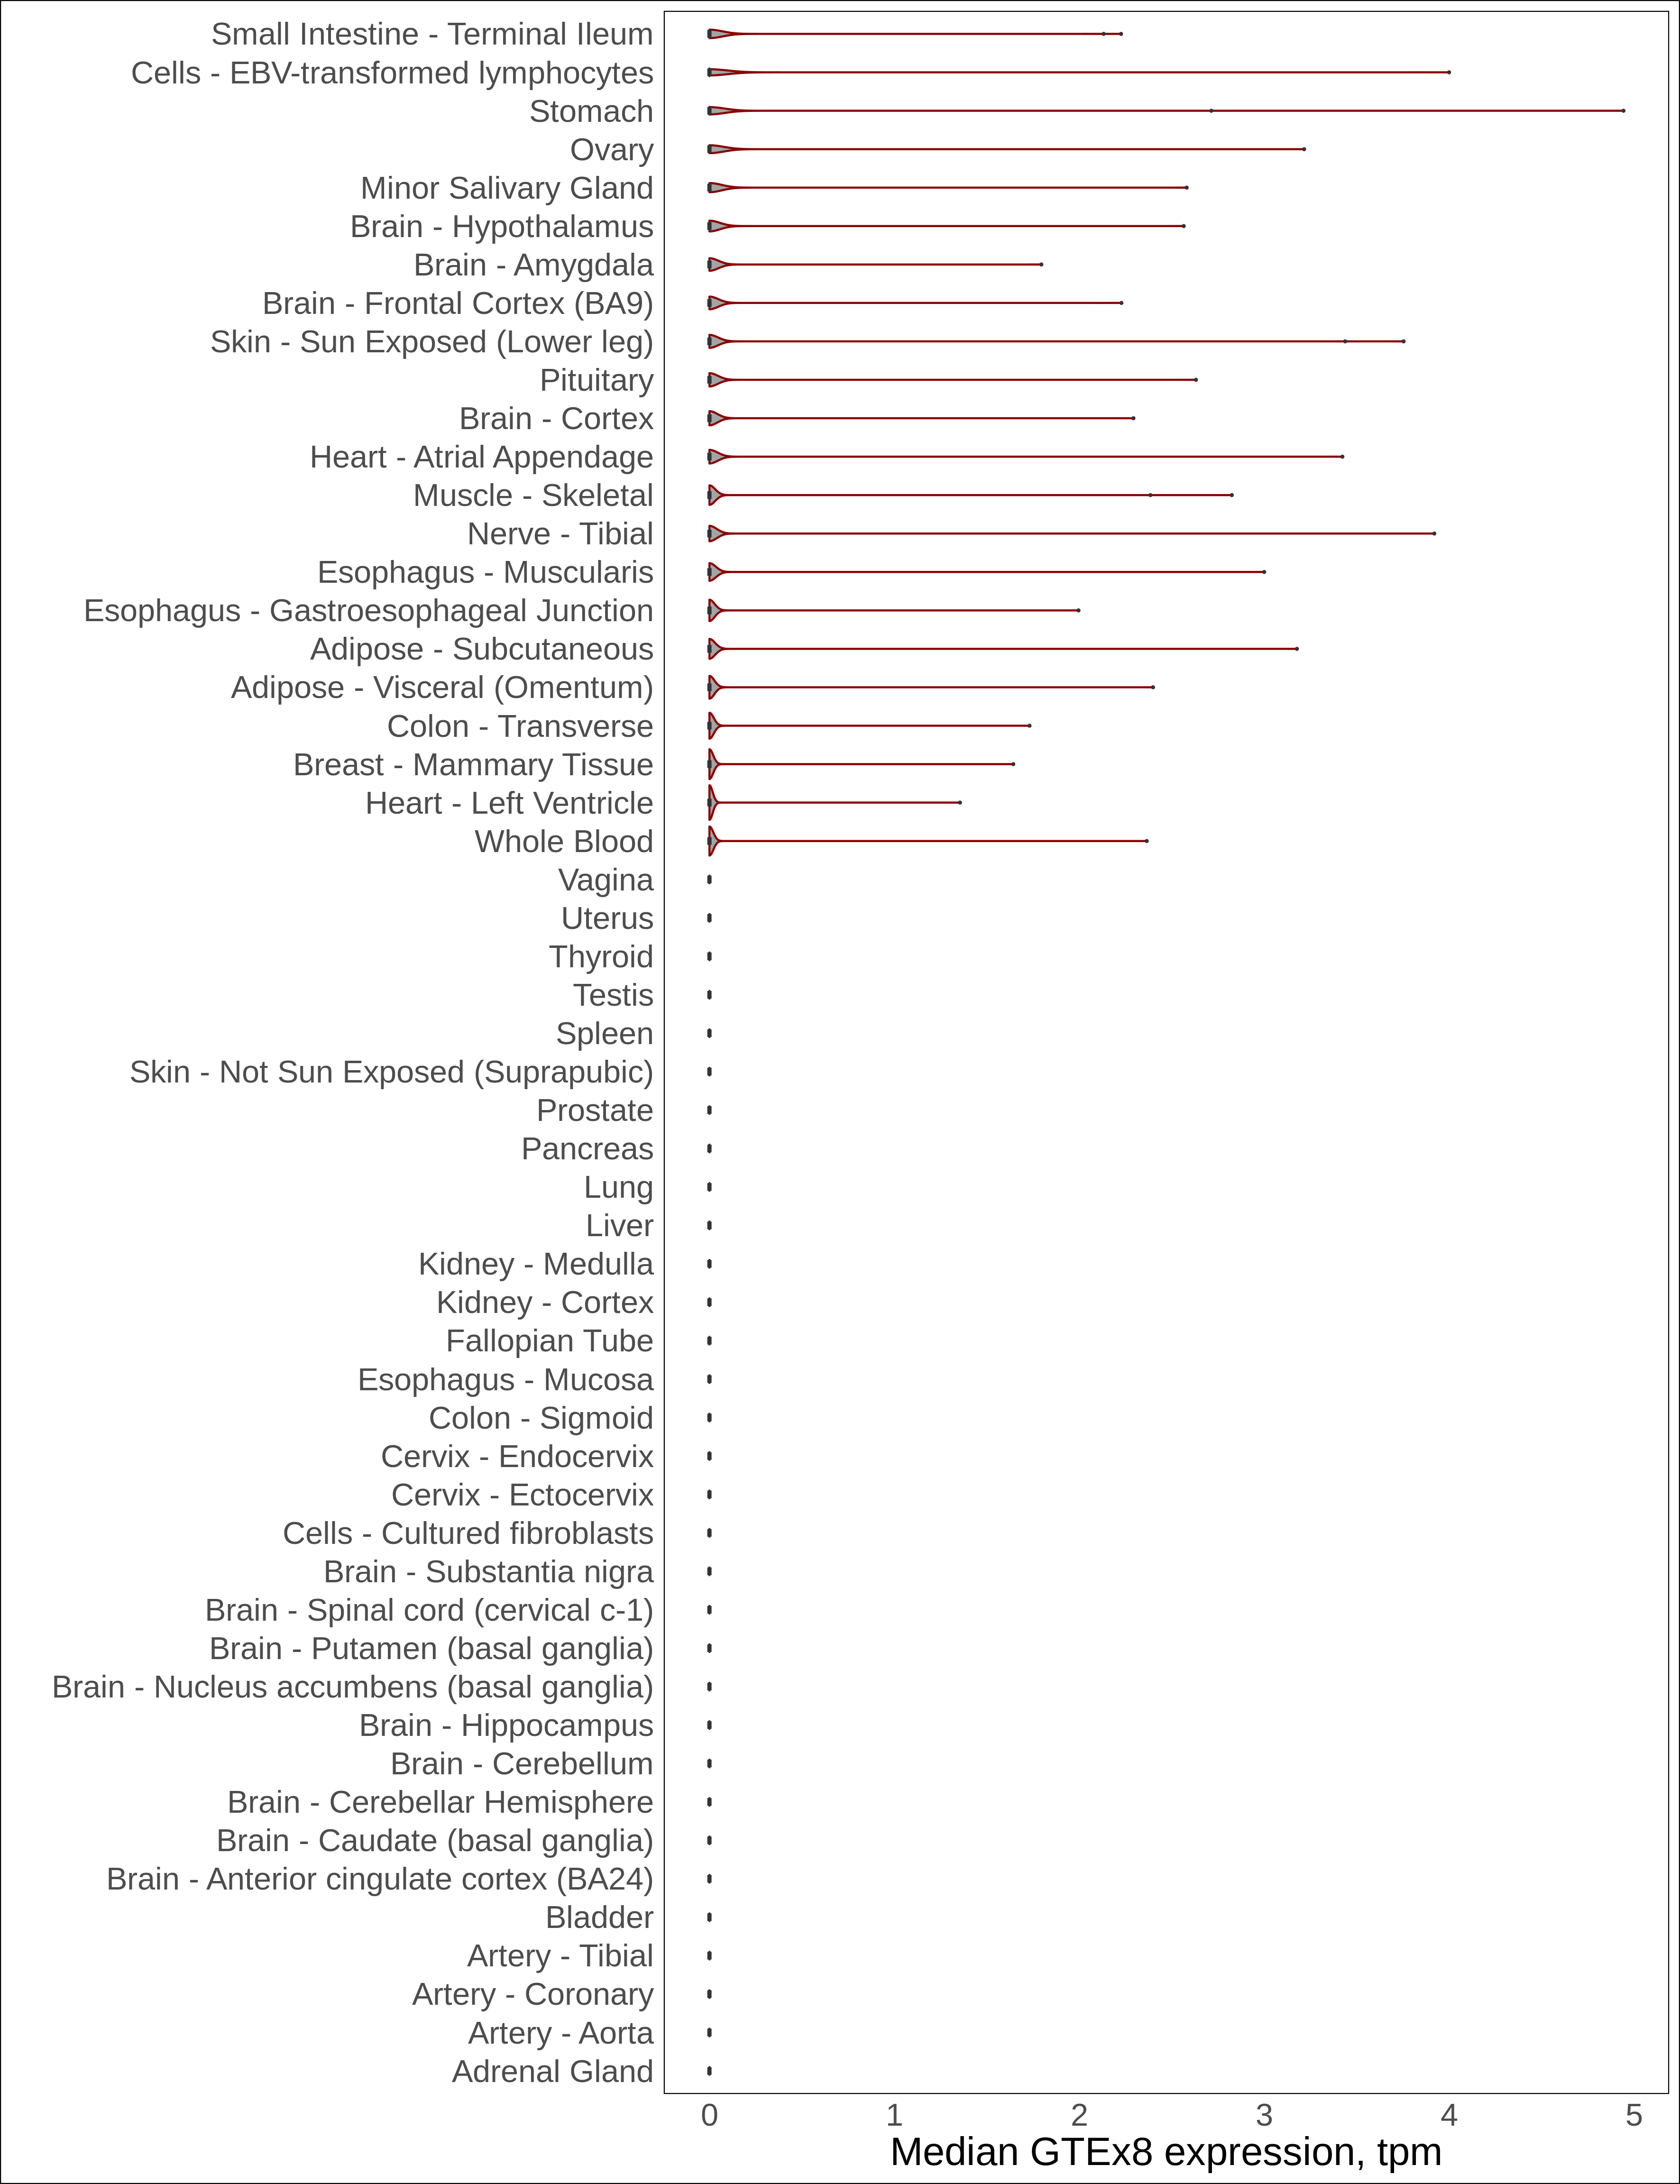 Small Intestine - Terminal Ileum
Cells - EBV-transformed lymphocytes
Stomach
Ovary
Minor Salivary Gland
Brain - Hypothalamus
Brain - Amygdala
Brain - Frontal Cortex (BA9)
Skin - Sun Exposed (Lower leg)
Pituitary
Brain - Cortex
Heart - Atrial Appendage
Muscle - Skeletal
Nerve - Tibial
Esophagus - Muscularis
Esophagus - Gastroesophageal Junction
Adipose - Subcutaneous
Adipose - Visceral (Omentum)
Colon - Transverse
Breast - Mammary Tissue
Heart - Left Ventricle
Whole Blood
Vagina
Uterus
Thyroid
Testis
Spleen
Skin - Not Sun Exposed (Suprapubic)
Prostate
Pancreas
Lung
Liver
Kidney - Medulla
Kidney - Cortex
Fallopian Tube
Esophagus - Mucosa
Colon - Sigmoid
Cervix - Endocervix
Cervix - Ectocervix
Cells - Cultured fibroblasts
Brain - Substantia nigra
Brain - Spinal cord (cervical c-1)
Brain - Putamen (basal ganglia)
Brain - Nucleus accumbens (basal ganglia)
Brain - Hippocampus
Brain - Cerebellum
Brain - Cerebellar Hemisphere
Brain - Caudate (basal ganglia)
Brain - Anterior cingulate cortex (BA24)
Bladder
Artery - Tibial
Artery - Coronary
Artery - Aorta
Adrenal Gland
0 1 2 3 4 5
Median GTEx8 expression, tpm